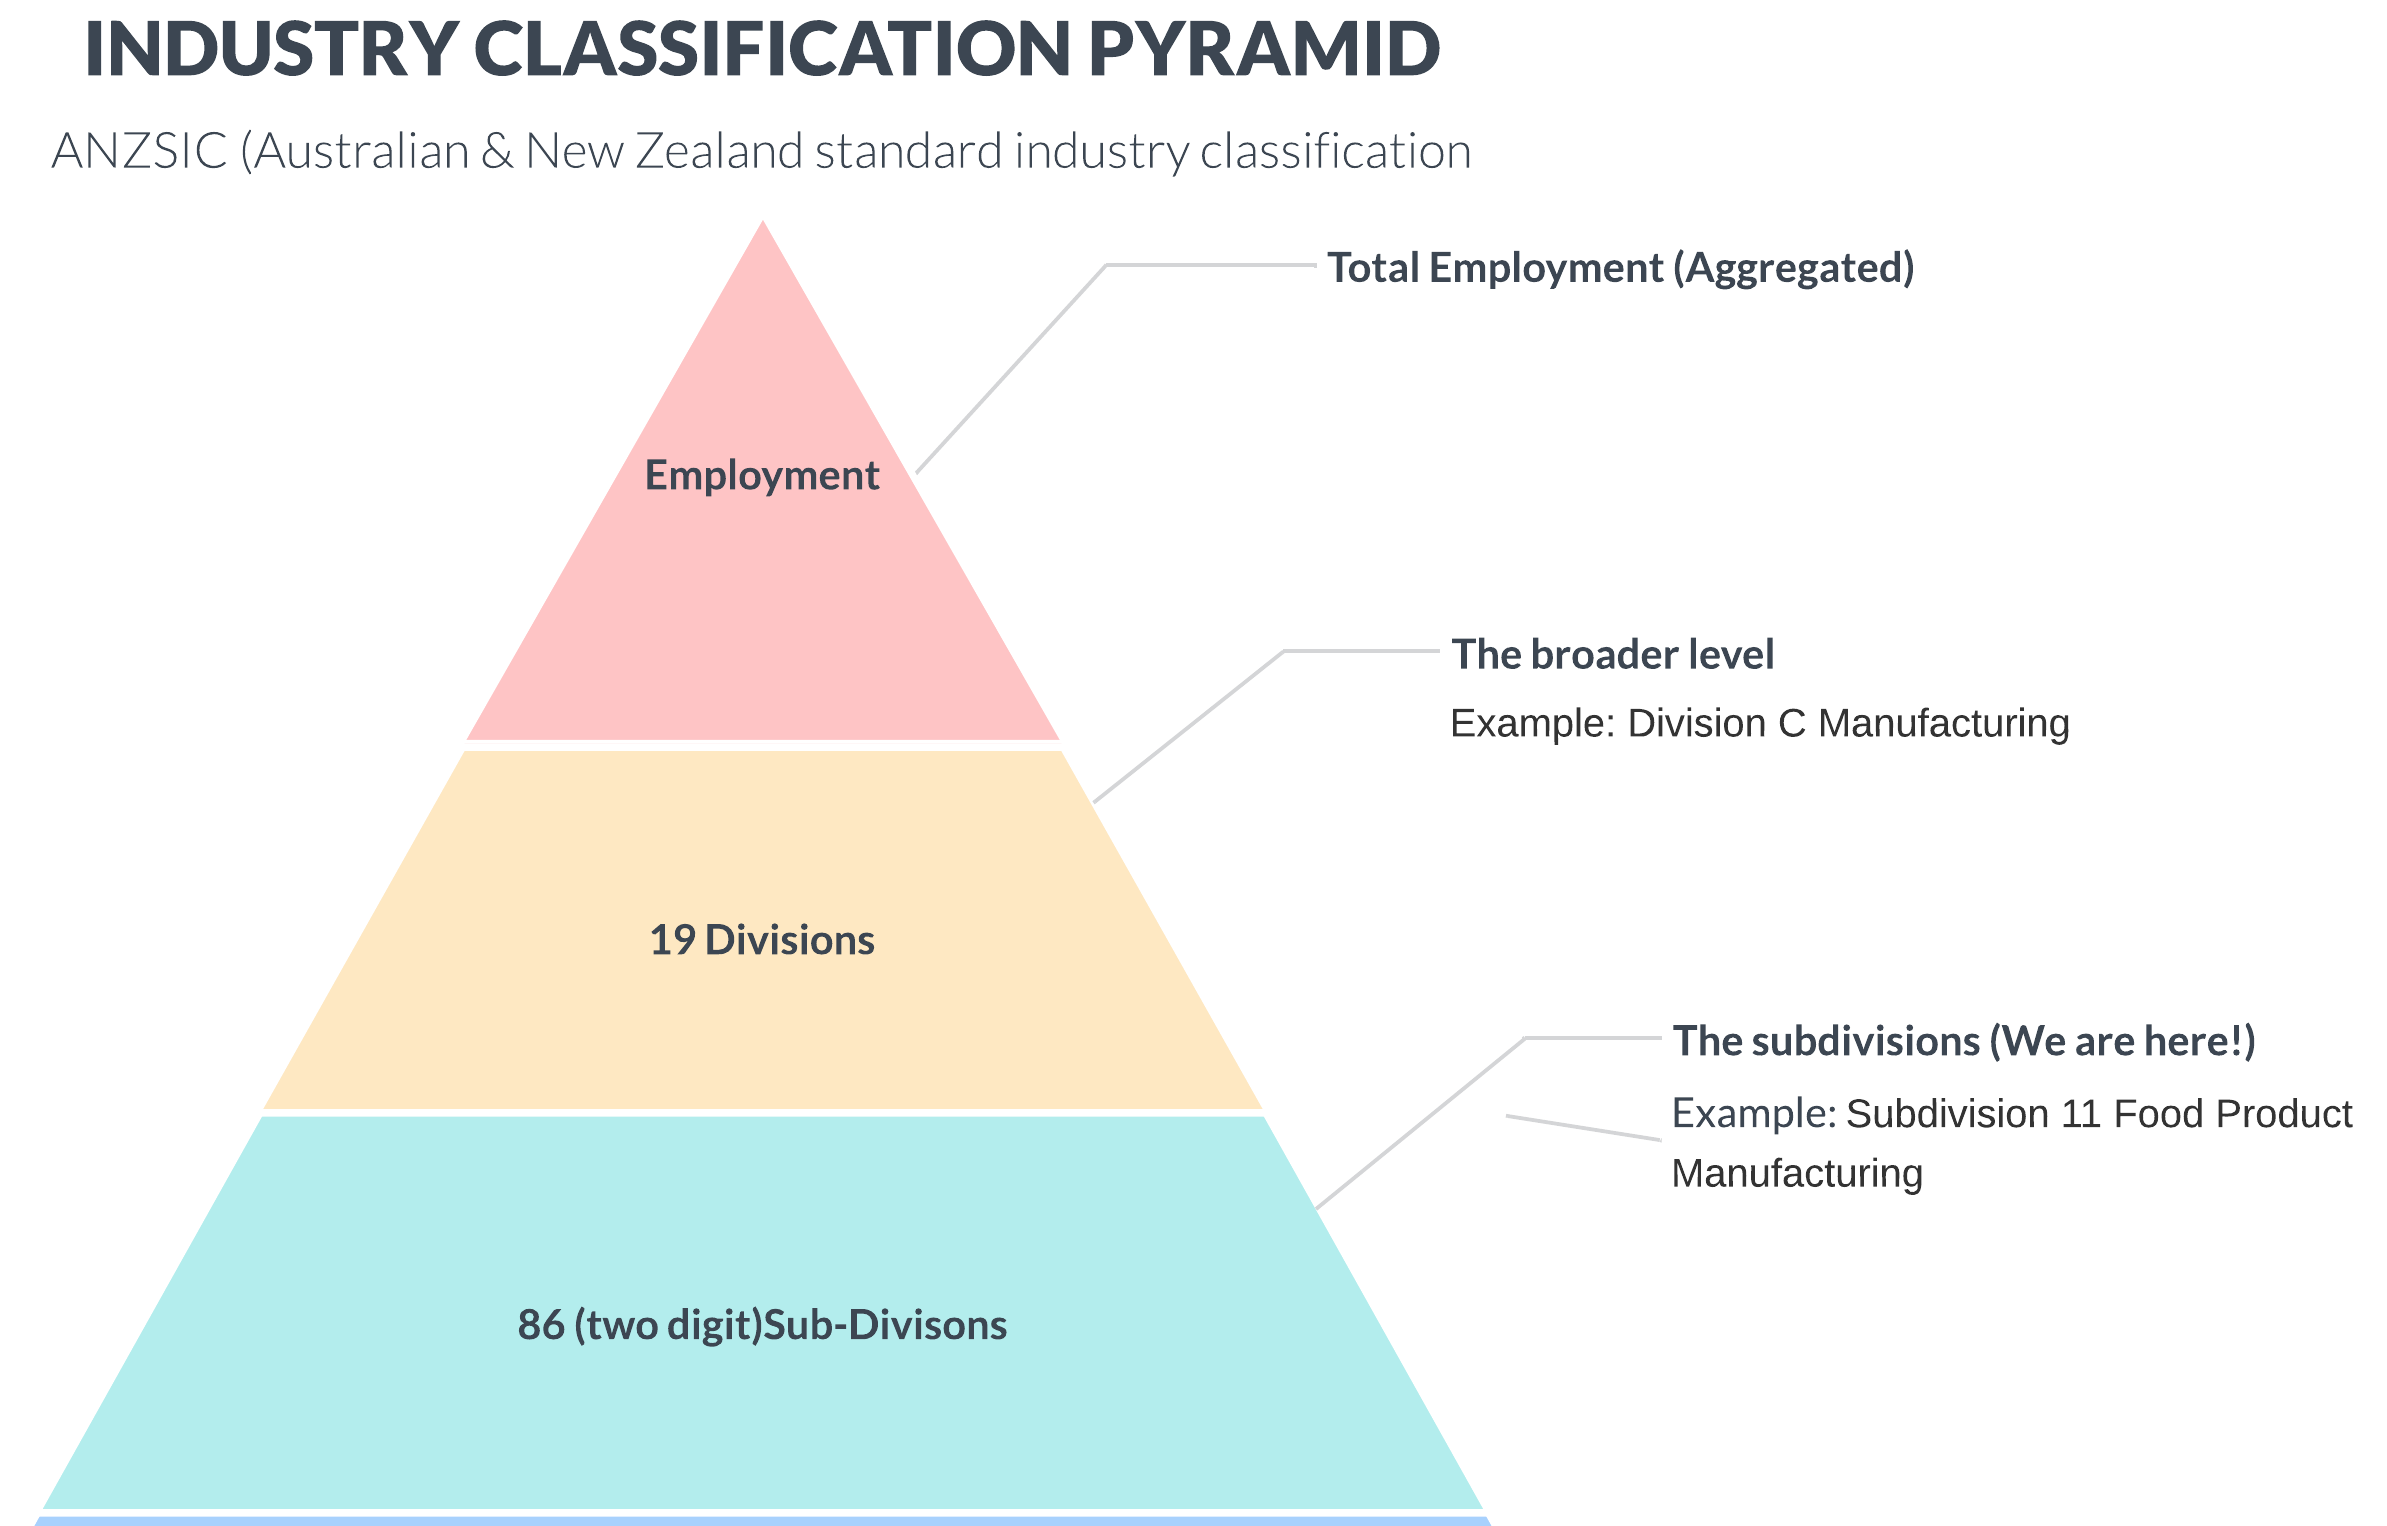 INDUSTRY CLASSIFICATION PYRAMID
ANZSIC (Australian & New Zealand standard industry classification
Total Employment (Aggregated)
Employment
The broader level
Example: Division C Manufacturing
19 Divisions
The subdivisions (We are here!)
Example: Subdivision 11 Food Product
Manufacturing
86 (two digit)Sub-Divisons